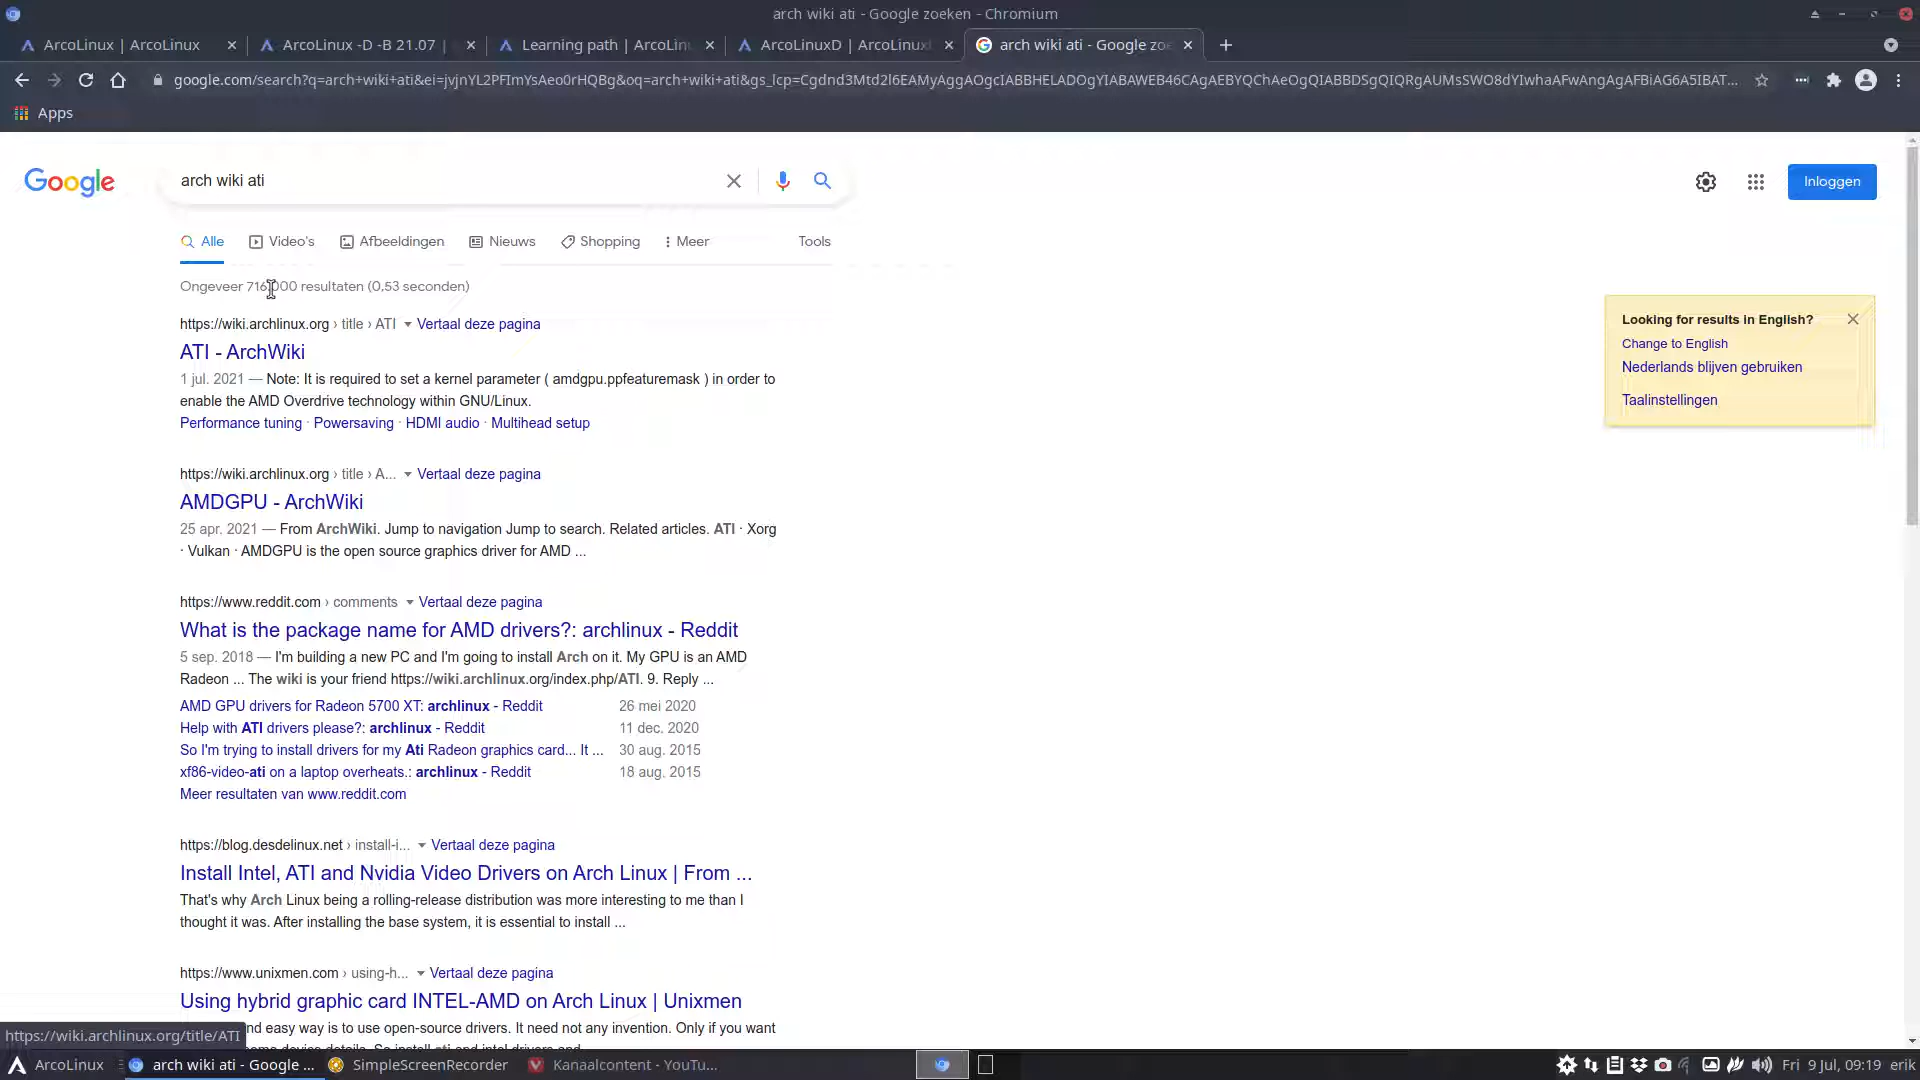 arch wiki ati - Google zoeken - Chromium
ArcoLinux | ArcoLinux
ArcoLinux -D -B 21.07 |
Learning path | ArcoLin
ArcoLinuxD | ArcoLinux
arch wiki ati - Google zoe
google.com/search?q=arch+wiki+ati&ei=jvjnYL2PFImYsAeo0rHQBg&oq=arch+wiki+ati&gs_lcp=Cgdnd3Mtd2l6EAMyAggAOgcIABBHELADOgYIABAWEB46CAgAEBYQChAeOgQIABBDSgQIQRgAUMsSWO8dYIwhaAFwAngAgAFBiAG6A5IBAT...
Apps
Google
arch wiki ati
Inloggen
Alle
Video's
Afbeeldingen
Nieuws
Shopping
Meer
Tools
Ongeveer 716.000 resultaten (0,53 seconden)
https://wiki.archlinux.org › title › ATI Vertaal deze pagina
ATI - ArchWiki
1 jul. 2021 — Note: It is required to set a kernel parameter ( amdgpu.ppfeaturemask ) in order to
enable the AMD Overdrive technology within GNU/Linux.
Performance tuning · Powersaving · HDMI audio · Multihead setup
https://wiki.archlinux.org › title › A... Vertaal deze pagina
AMDGPU - ArchWiki
25 apr. 2021 — From ArchWiki. Jump to navigation Jump to search. Related articles. ATI · Xorg
· Vulkan · AMDGPU is the open source graphics driver for AMD ...
https://www.reddit.com › comments Vertaal deze pagina
What is the package name for AMD drivers?: archlinux - Reddit
5 sep. 2018 — I'm building a new PC and I'm going to install Arch on it. My GPU is an AMD
Radeon ... The wiki is your friend https://wiki.archlinux.org/index.php/ATI. 9. Reply ...
AMD GPU drivers for Radeon 5700 XT: archlinux - Reddit 26 mei 2020
Help with ATI drivers please?: archlinux - Reddit 11 dec. 2020
So I'm trying to install drivers for my Ati Radeon graphics card... It ... 30 aug. 2015
xf86-video-ati on a laptop overheats.: archlinux - Reddit 18 aug. 2015
Meer resultaten van www.reddit.com
https://blog.desdelinux.net › install-i... Vertaal deze pagina
Install Intel, ATI and Nvidia Video Drivers on Arch Linux | From ...
That's why Arch Linux being a rolling-release distribution was more interesting to me than I
thought it was. After installing the base system, it is essential to install ...
https://www.unixmen.com › using-h... Vertaal deze pagina
Using hybrid graphic card INTEL-AMD on Arch Linux | Unixmen
nd easy way is to use open-source drivers. It need not any invention. Only if you want
Looking for results in English?
Change to English
Nederlands blijven gebruiken
Taalinstellingen
https://wiki.archlinux.org/title/ATI
ArcoLinux
arch wiki ati - Google ...
SimpleScreenRecorder
Kanaalcontent - YouTu...
Fri 9 Jul, 09:19 erik